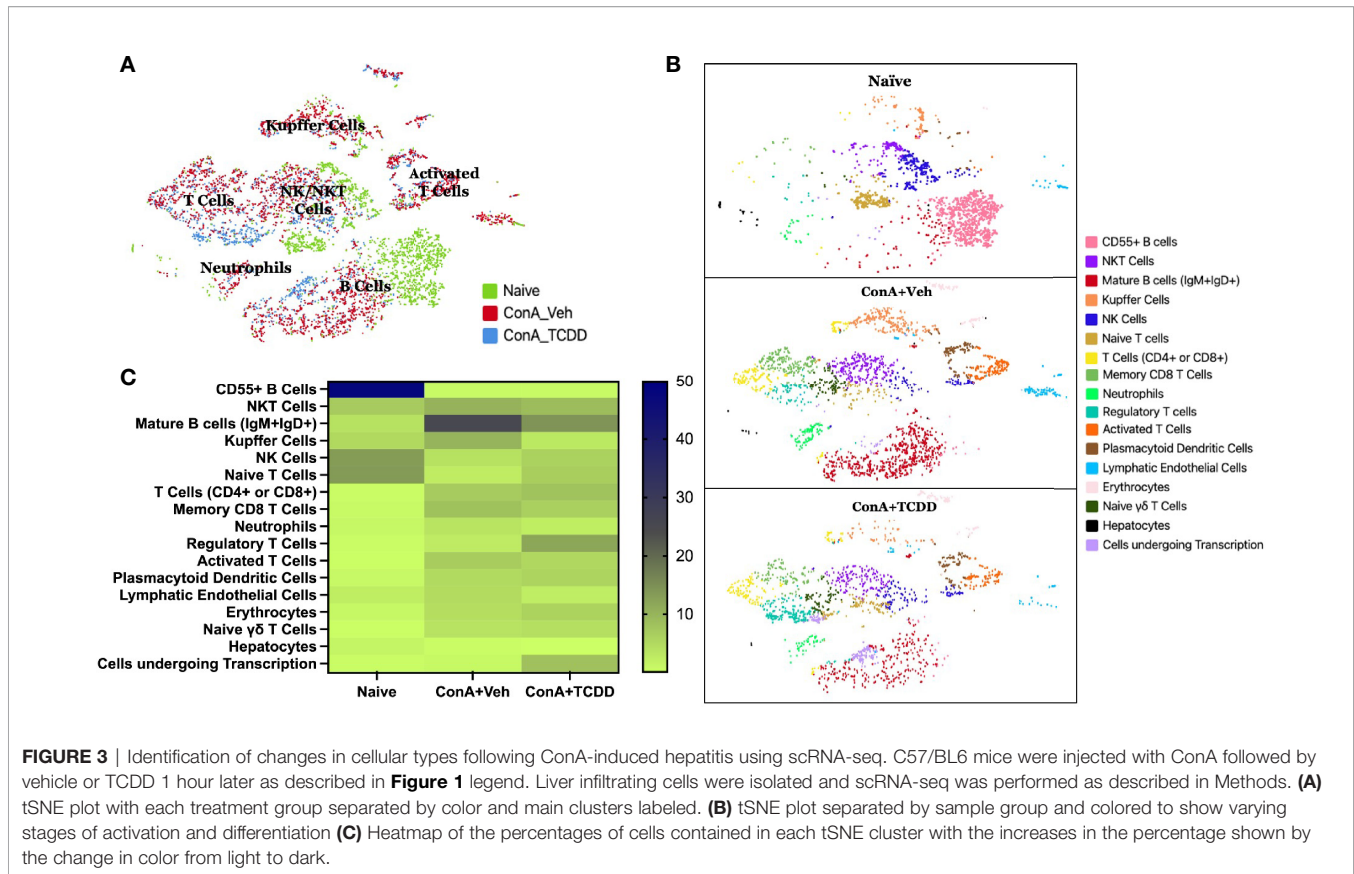 A
Kupffer Cells
Activated
T Cells
NK/NKT
Cells
T Cells
Neutrophils
B Cells
Naive
ConA_Veh
ConA_TCDD
B
Naïve
ConA+Veh
ConA+TCDD
CD55+ B cells
NKT Cells
Mature B cells (IgM+IgD+)
Kupffer Cells
NK Cells
Naive T cells
T Cells (CD4+ or CD8+)
Memory CD8 T Cells
Neutrophils
Regulatory T cells
Activated T Cells
Plasmacytoid Dendritic Cells
Lymphatic Endothelial Cells
Erythrocytes
Naive γδ T Cells
Hepatocytes
Cells undergoing Transcription
C
CD55+ B Cells
NKT Cells
Mature B cells (IgM+IgD+)
Kupffer Cells
NK Cells
Naive T Cells
T Cells (CD4+ or CD8+)
Memory CD8 T Cells
Neutrophils
Regulatory T Cells
Activated T Cells
Plasmacytoid Dendritic Cells
Lymphatic Endothelial Cells
Erythrocytes
Naive γδ T Cells
Hepatocytes
Cells undergoing Transcription
Naive ConA+Veh ConA+TCDD
50
40
30
20
10
FIGURE 3 | Identification of changes in cellular types following ConA-induced hepatitis using scRNA-seq. C57/BL6 mice were injected with ConA followed by
vehicle or TCDD 1 hour later as described in Figure 1 legend. Liver infiltrating cells were isolated and scRNA-seq was performed as described in Methods. (A)
tSNE plot with each treatment group separated by color and main clusters labeled. (B) tSNE plot separated by sample group and colored to show varying
stages of activation and differentiation (C) Heatmap of the percentages of cells contained in each tSNE cluster with the increases in the percentage shown by
the change in color from light to dark.